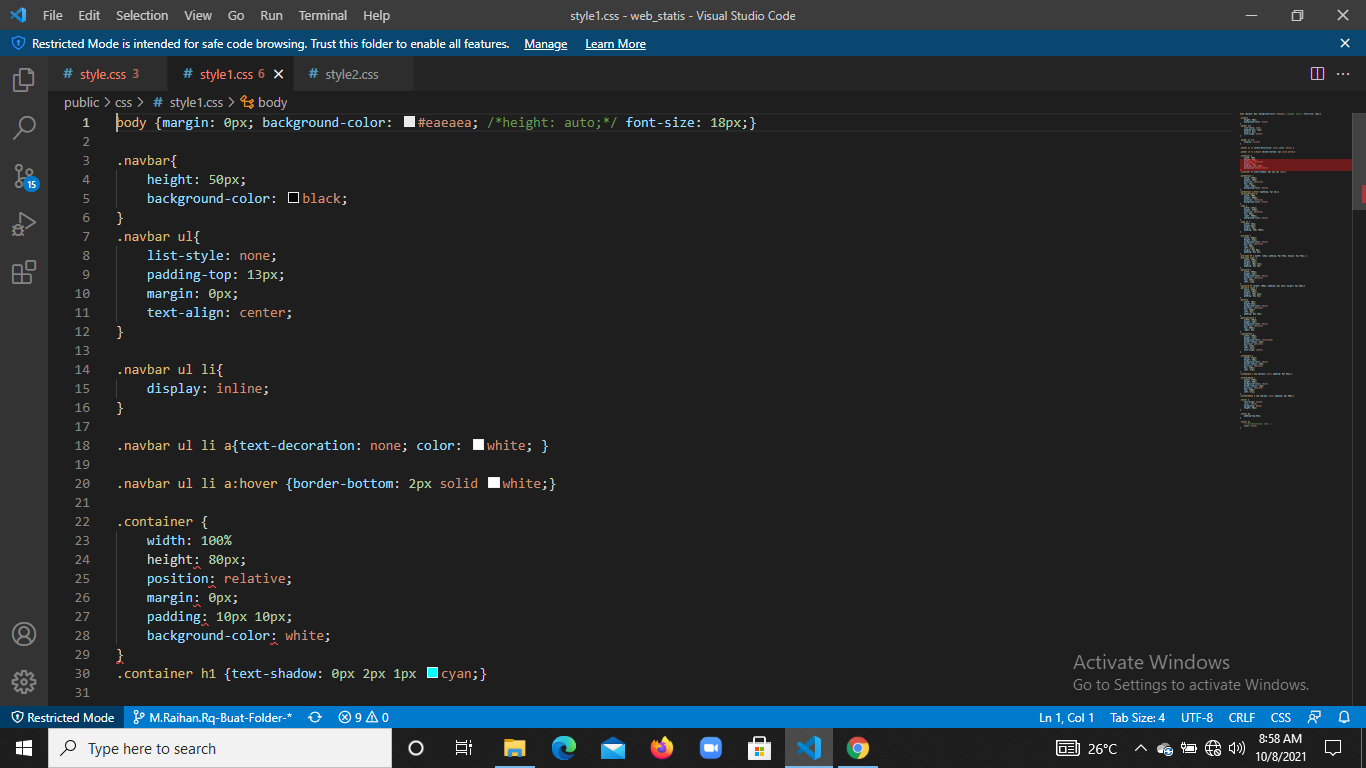 File Edit Selection View Go Run Terminal Help style1.css - web_statis - Visual Studio Code
Restricted Mode is intended for safe code browsing. Trust this folder to enable all features. Manage Learn More
# style.css 3 # style1.css 6 # style2.css
public > css > # style1.css > body
1 body {margin: 0px; background-color: #eaeaea; /*height: auto;*/ font-size: 18px;}
2
3 .navbar{
4 height: 50px;
5 background-color: black;
6 }
7 .navbar ul{
8 list-style: none;
9 padding-top: 13px;
10 margin: 0px;
11 text-align: center;
12 }
13
14 .navbar ul li{
15 display: inline;
16 }
17
18 .navbar ul li a{text-decoration: none; color: white; }
19
20 .navbar ul li a:hover {border-bottom: 2px solid white;}
21
22 .container {
23 width: 100%
24 height: 80px;
25 position: relative;
26 margin: 0px;
27 padding: 10px 10px;
28 background-color: white;
29 }
30 .container h1 {text-shadow: 0px 2px 1px cyan;}
31
15
Activate Windows
Go to Settings to activate Windows.
Restricted Mode M.Raihan.Rq-Buat-Folder-* 9 0 Ln 1, Col 1 Tab Size: 4 UTF-8 CRLF CSS
Type here to search 26°C 8:58 AM
10/8/2021